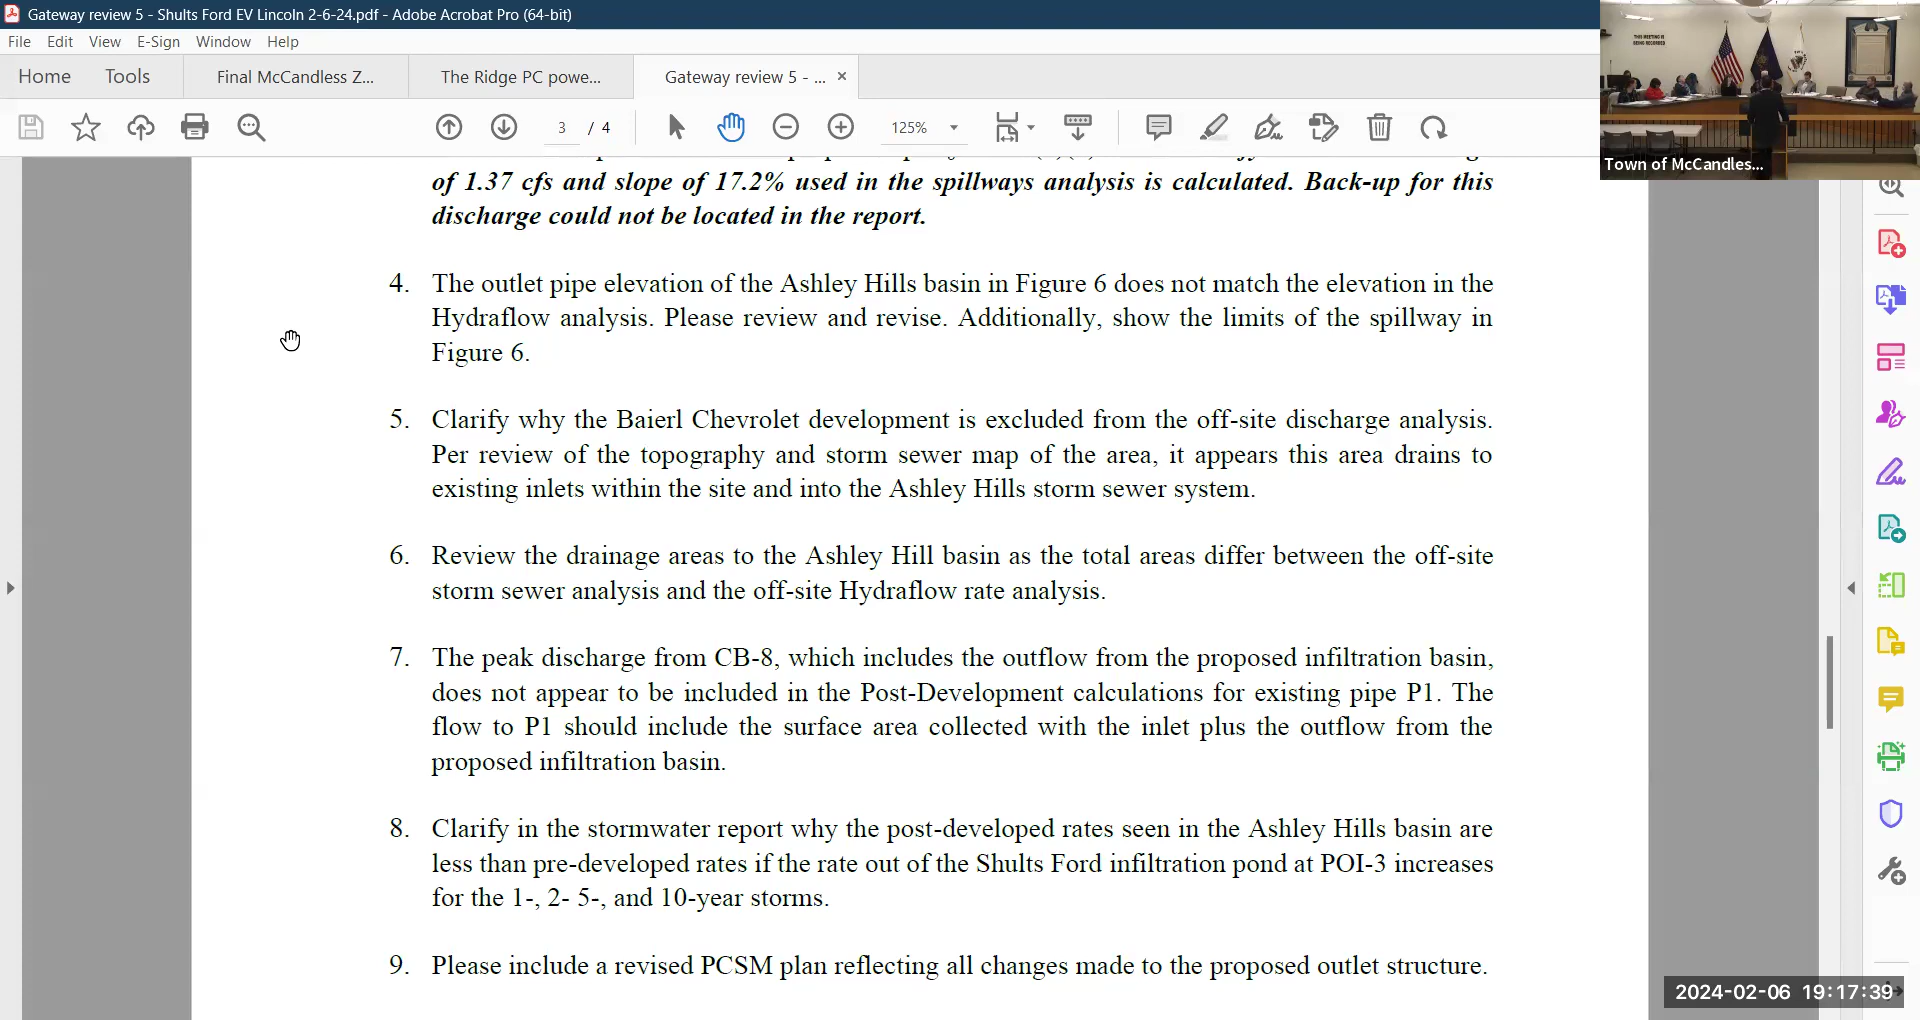 Gateway review 5 - Shults Ford EV Lincoln 2-6-24.pdf - Adobe Acrobat Pro (64-bit)
File Edit View E-Sign Window Help
Home Tools Final McCandless Z... The Ridge PC powe... Gateway review 5 - ... ×
3 / 4 125%
THIS MEETING IS
BEING RECORDED
Town of McCandles...
of 1.37 cfs and slope of 17.2% used in the spillways analysis is calculated. Back-up for this
discharge could not be located in the report.
4. The outlet pipe elevation of the Ashley Hills basin in Figure 6 does not match the elevation in the
Hydraflow analysis. Please review and revise. Additionally, show the limits of the spillway in
Figure 6.
5. Clarify why the Baierl Chevrolet development is excluded from the off-site discharge analysis.
Per review of the topography and storm sewer map of the area, it appears this area drains to
existing inlets within the site and into the Ashley Hills storm sewer system.
6. Review the drainage areas to the Ashley Hill basin as the total areas differ between the off-site
storm sewer analysis and the off-site Hydraflow rate analysis.
7. The peak discharge from CB-8, which includes the outflow from the proposed infiltration basin,
does not appear to be included in the Post-Development calculations for existing pipe P1. The
flow to P1 should include the surface area collected with the inlet plus the outflow from the
proposed infiltration basin.
8. Clarify in the stormwater report why the post-developed rates seen in the Ashley Hills basin are
less than pre-developed rates if the rate out of the Shults Ford infiltration pond at POI-3 increases
for the 1-, 2- 5-, and 10-year storms.
9. Please include a revised PCSM plan reflecting all changes made to the proposed outlet structure.
2024-02-06 19:17:39